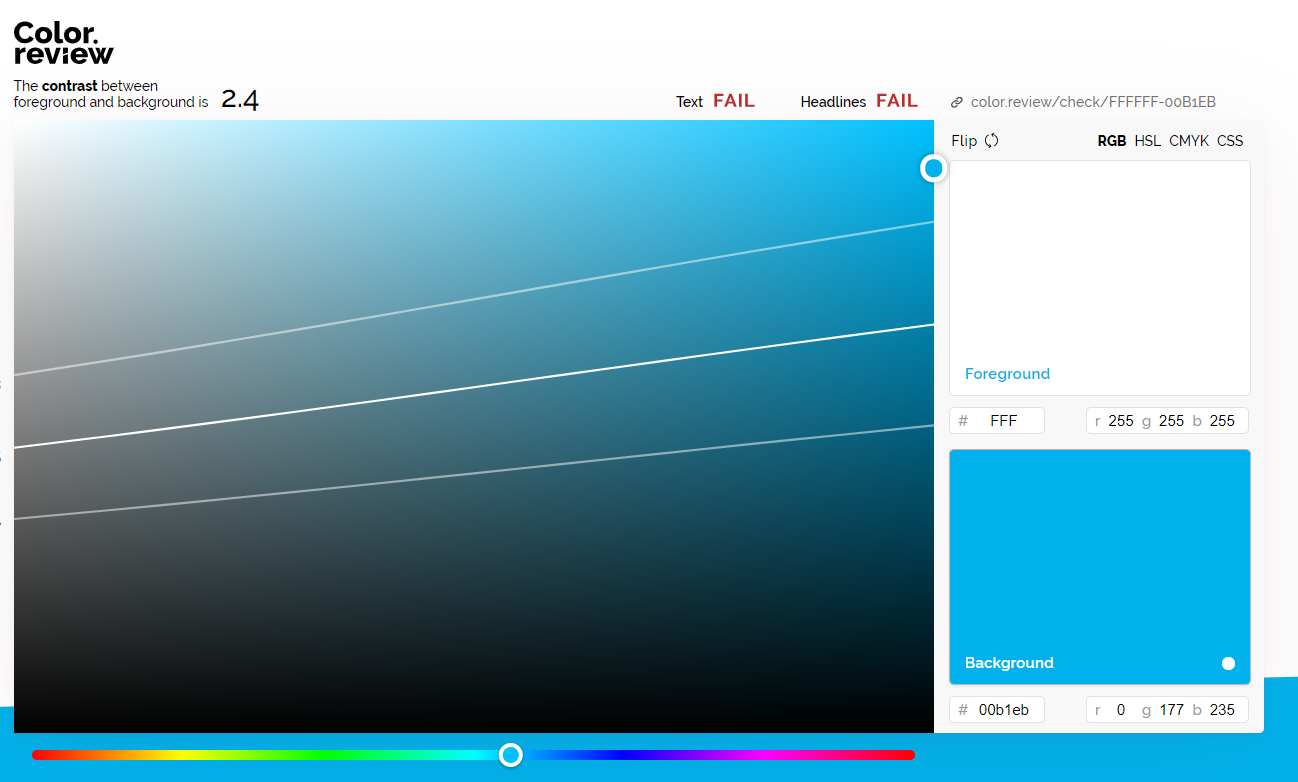 Color.
review
The contrast between
foreground and background is 2.4
Text FAIL
Headlines FAIL
color.review/check/FFFFFF-00B1EB
Flip
RGB HSL CMYK CSS
Foreground
# FFF
r 255 g 255 b 255
Background
# 00b1eb
r 0 g 177 b 235